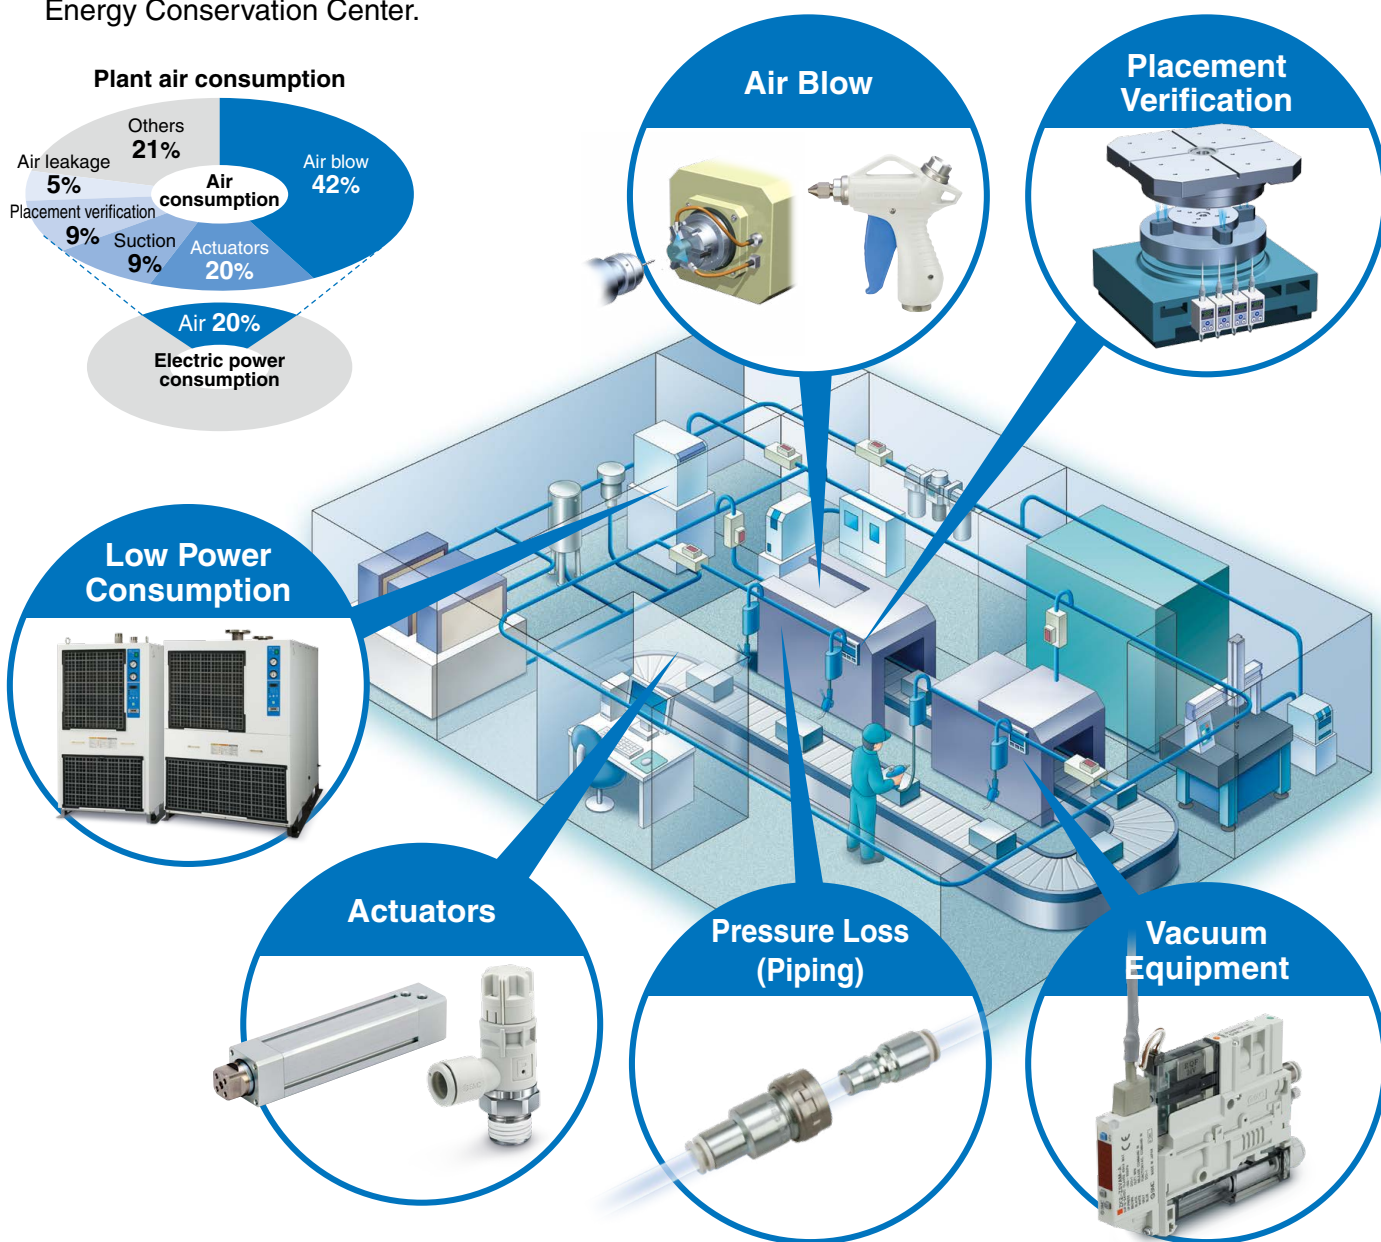 Energy Conservation Center.
Plant air consumption
Others
21%
Air leakage
5%
Placement verification
9%
Suction
9%
Actuators
20%
Air blow
42%
Air
consumption
Air 20%
Electric power
consumption
Air Blow
Placement
Verification
Low Power
Consumption
Actuators
Pressure Loss
(Piping)
Vacuum
Equipment